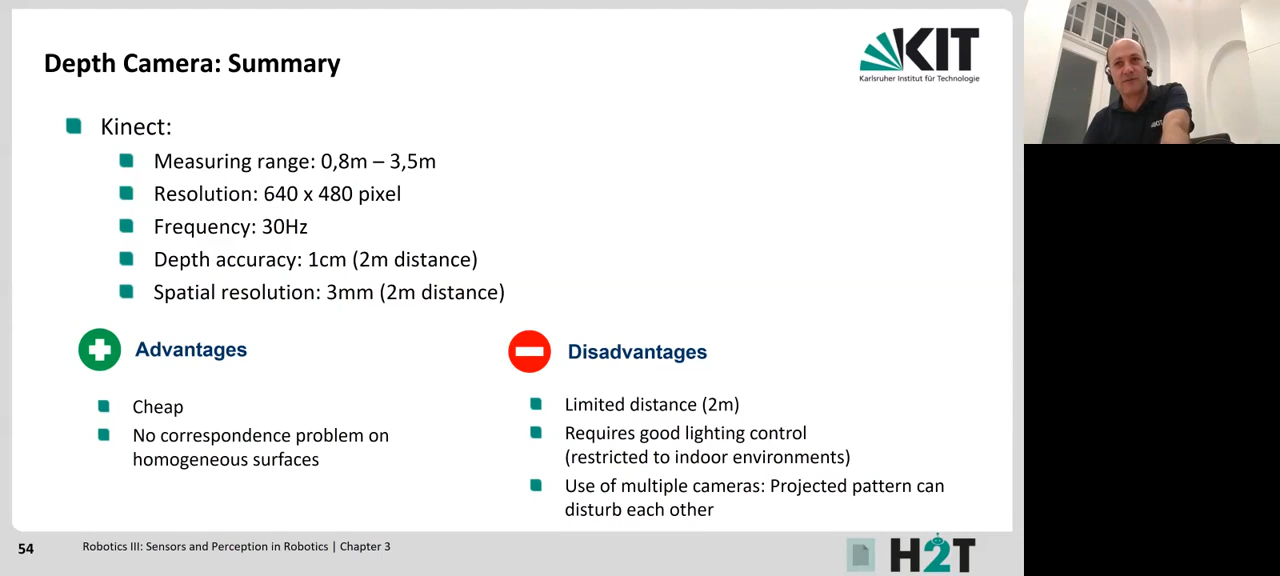 Depth Camera: Summary
KIT
Karlsruher Institut für Technologie
Kinect:
Measuring range: 0,8m – 3,5m
Resolution: 640 x 480 pixel
Frequency: 30Hz
Depth accuracy: 1cm (2m distance)
Spatial resolution: 3mm (2m distance)
Advantages
Cheap
No correspondence problem on
homogeneous surfaces
Disadvantages
Limited distance (2m)
Requires good lighting control
(restricted to indoor environments)
Use of multiple cameras: Projected pattern can
disturb each other
54
Robotics III: Sensors and Perception in Robotics | Chapter 3
H2T
KIT